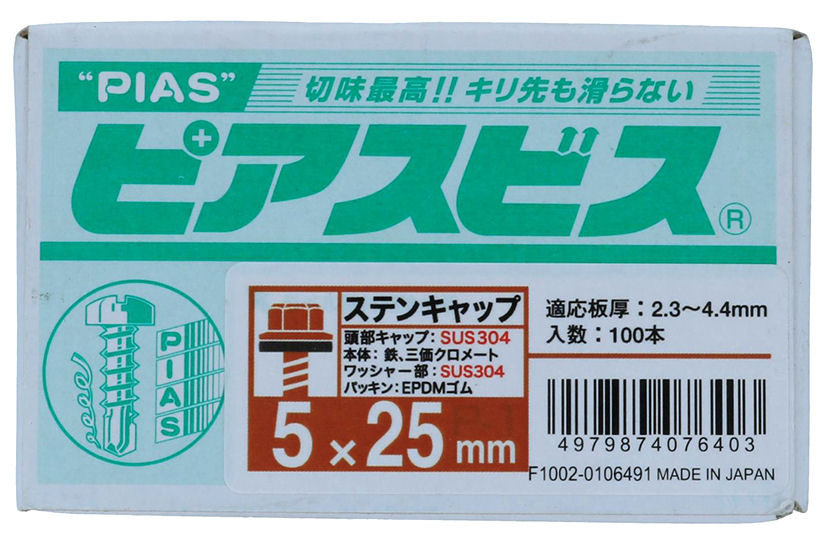 “PIAS” 切味最高!! キリ先も滑らない
ピアスビス®
PIAS
ステンキャップ
頭部キャップ：SUS304
本体：鉄、三価クロメート
ワッシャー部：SUS304
パッキン：EPDMゴム
5×25mm
適応板厚：2.3〜4.4mm
入数：100本
4979874076403
F1002-0106491 MADE IN JAPAN